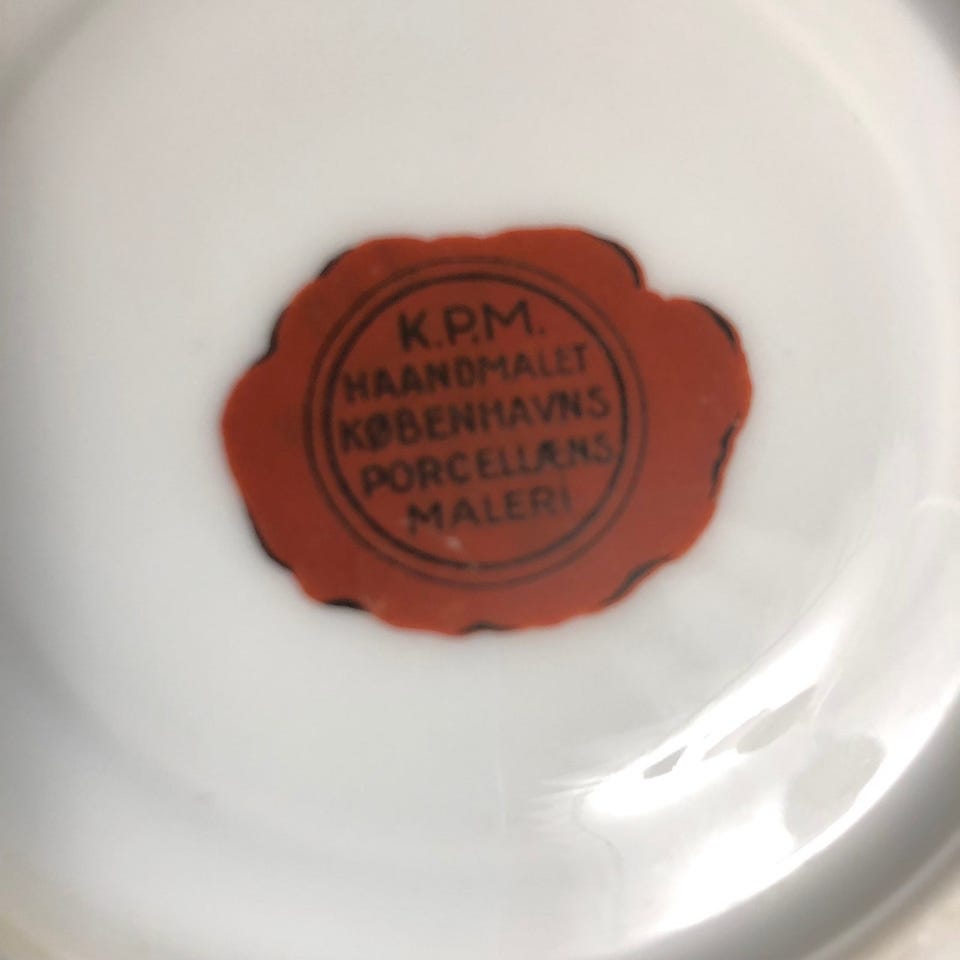 K.P.M.
HAANDMALET
KØBENHAVNS
PORCELLÆNS
MALERI